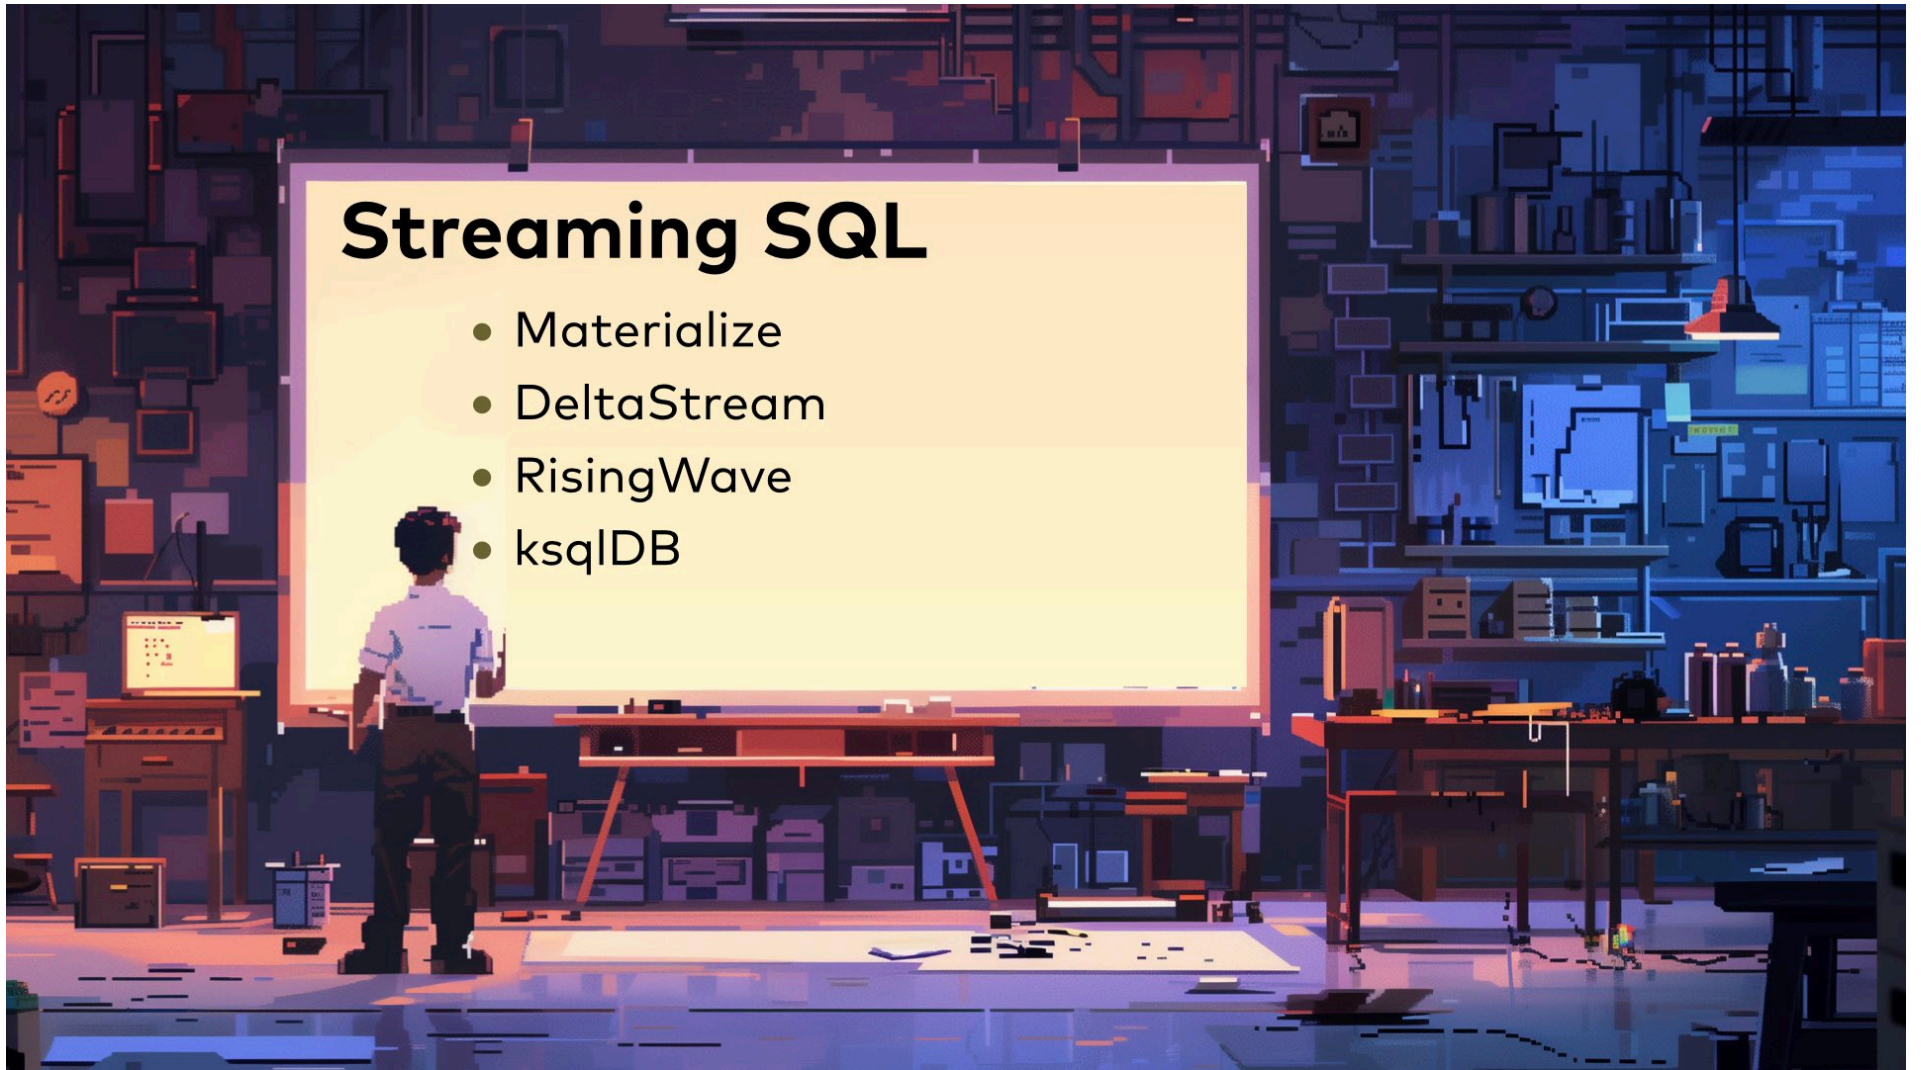 Streaming SQL
• Materialize
• DeltaStream
• RisingWave
• ksqlDB